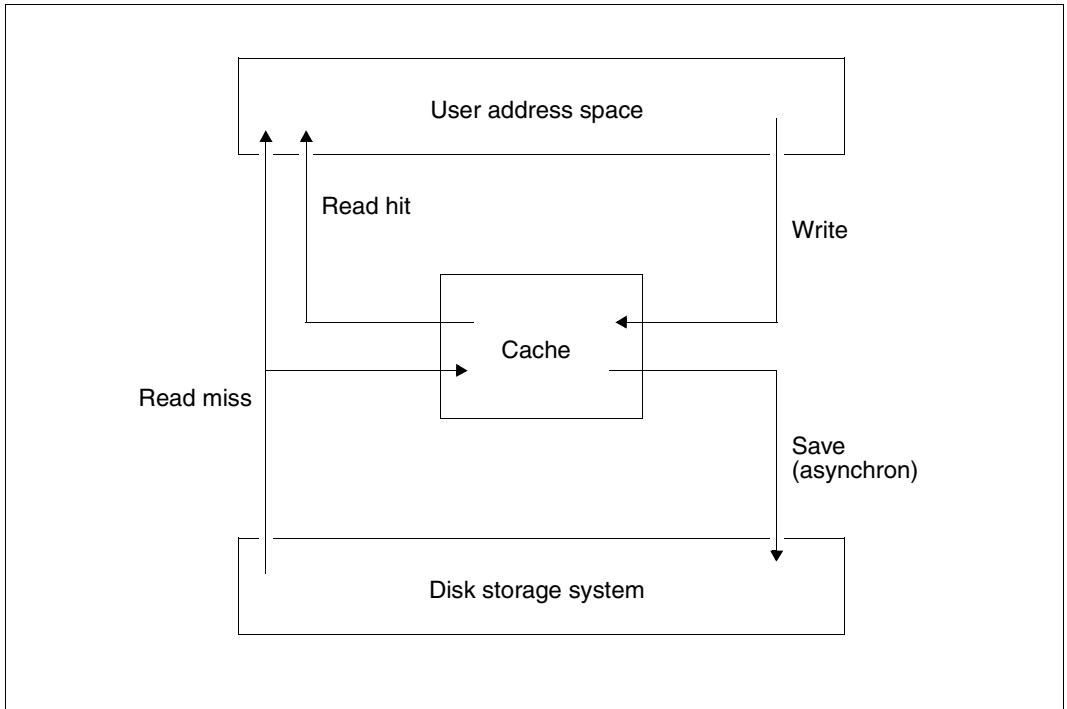 User address space
Read hit
Write
Cache
Read miss
Save
(asynchron)
Disk storage system